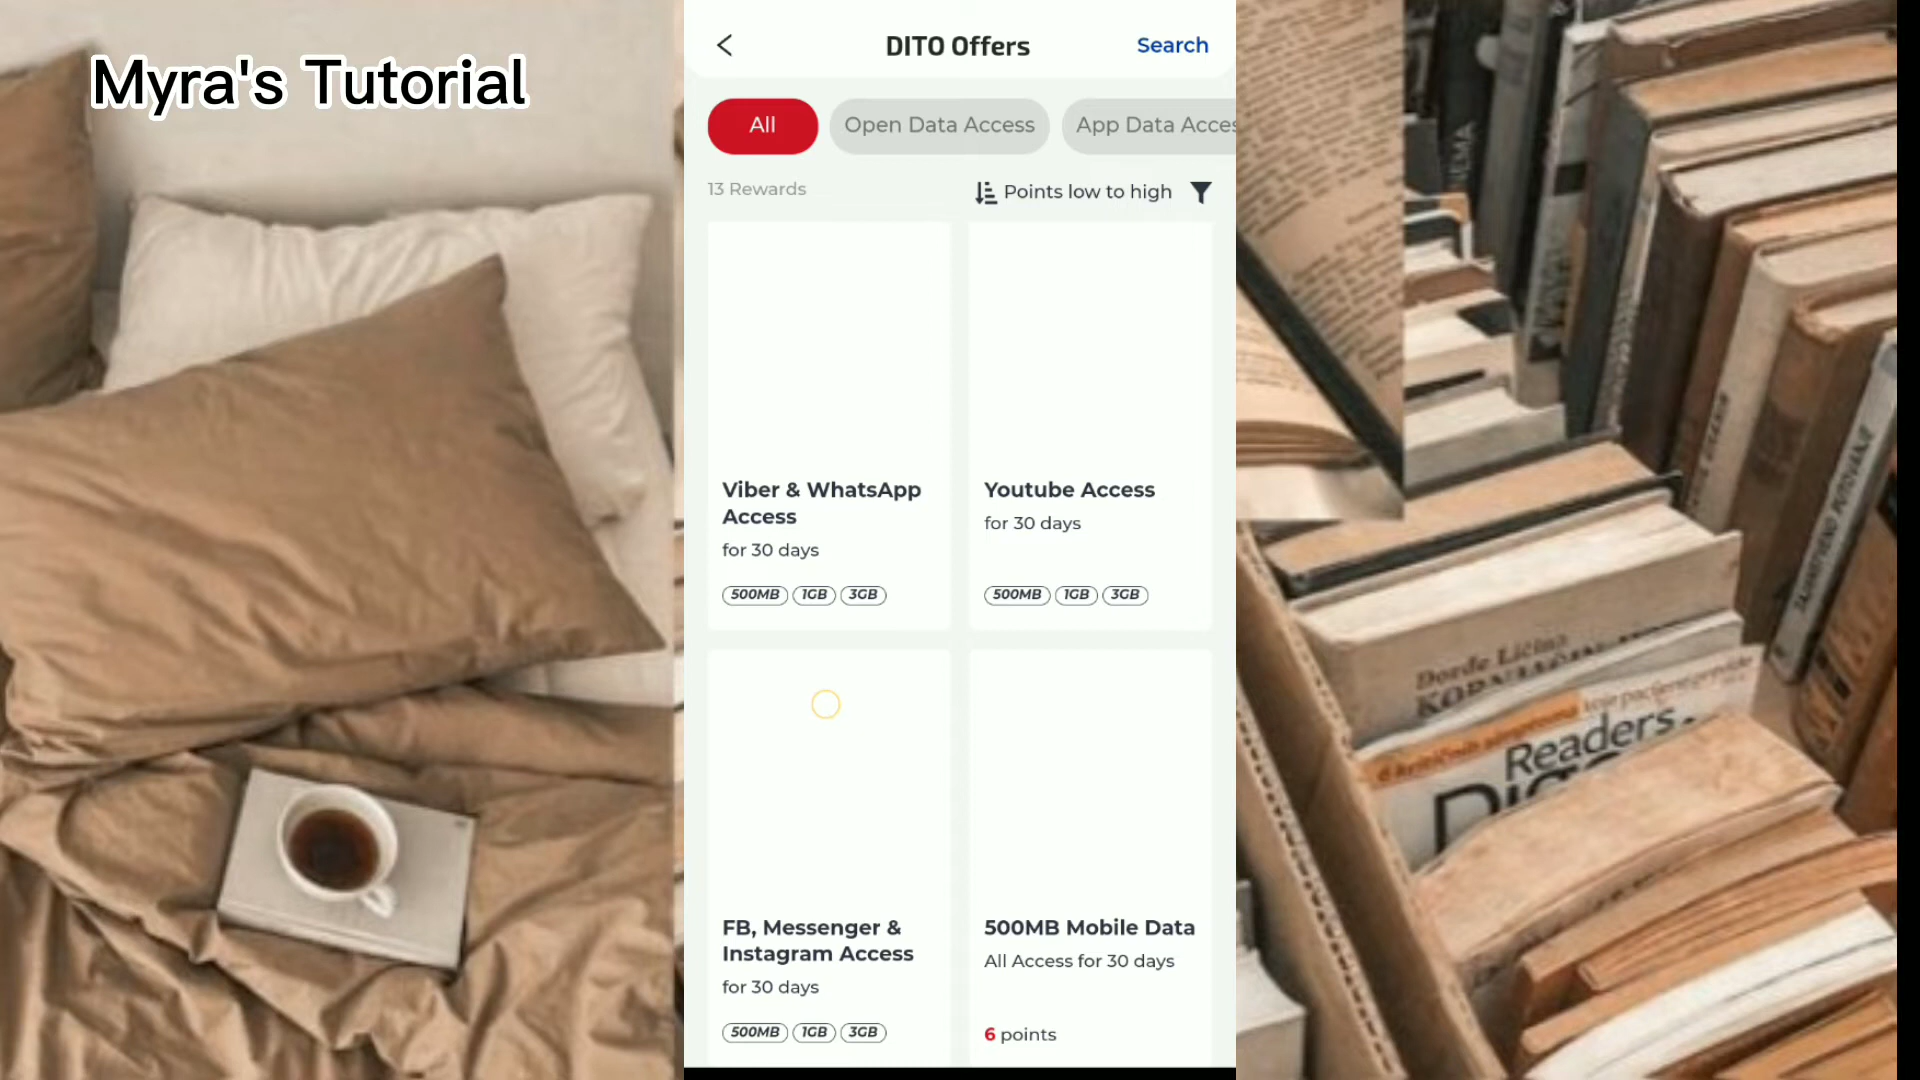 Myra's Tutorial
DITO Offers
Search
All
Open Data Access
App Data Acces
13 Rewards
Points low to high
Viber & WhatsApp
Access
for 30 days
500MB 1GB 3GB
Youtube Access
for 30 days
500MB 1GB 3GB
FB, Messenger &
Instagram Access
for 30 days
500MB 1GB 3GB
500MB Mobile Data
All Access for 30 days
6 points
Readers